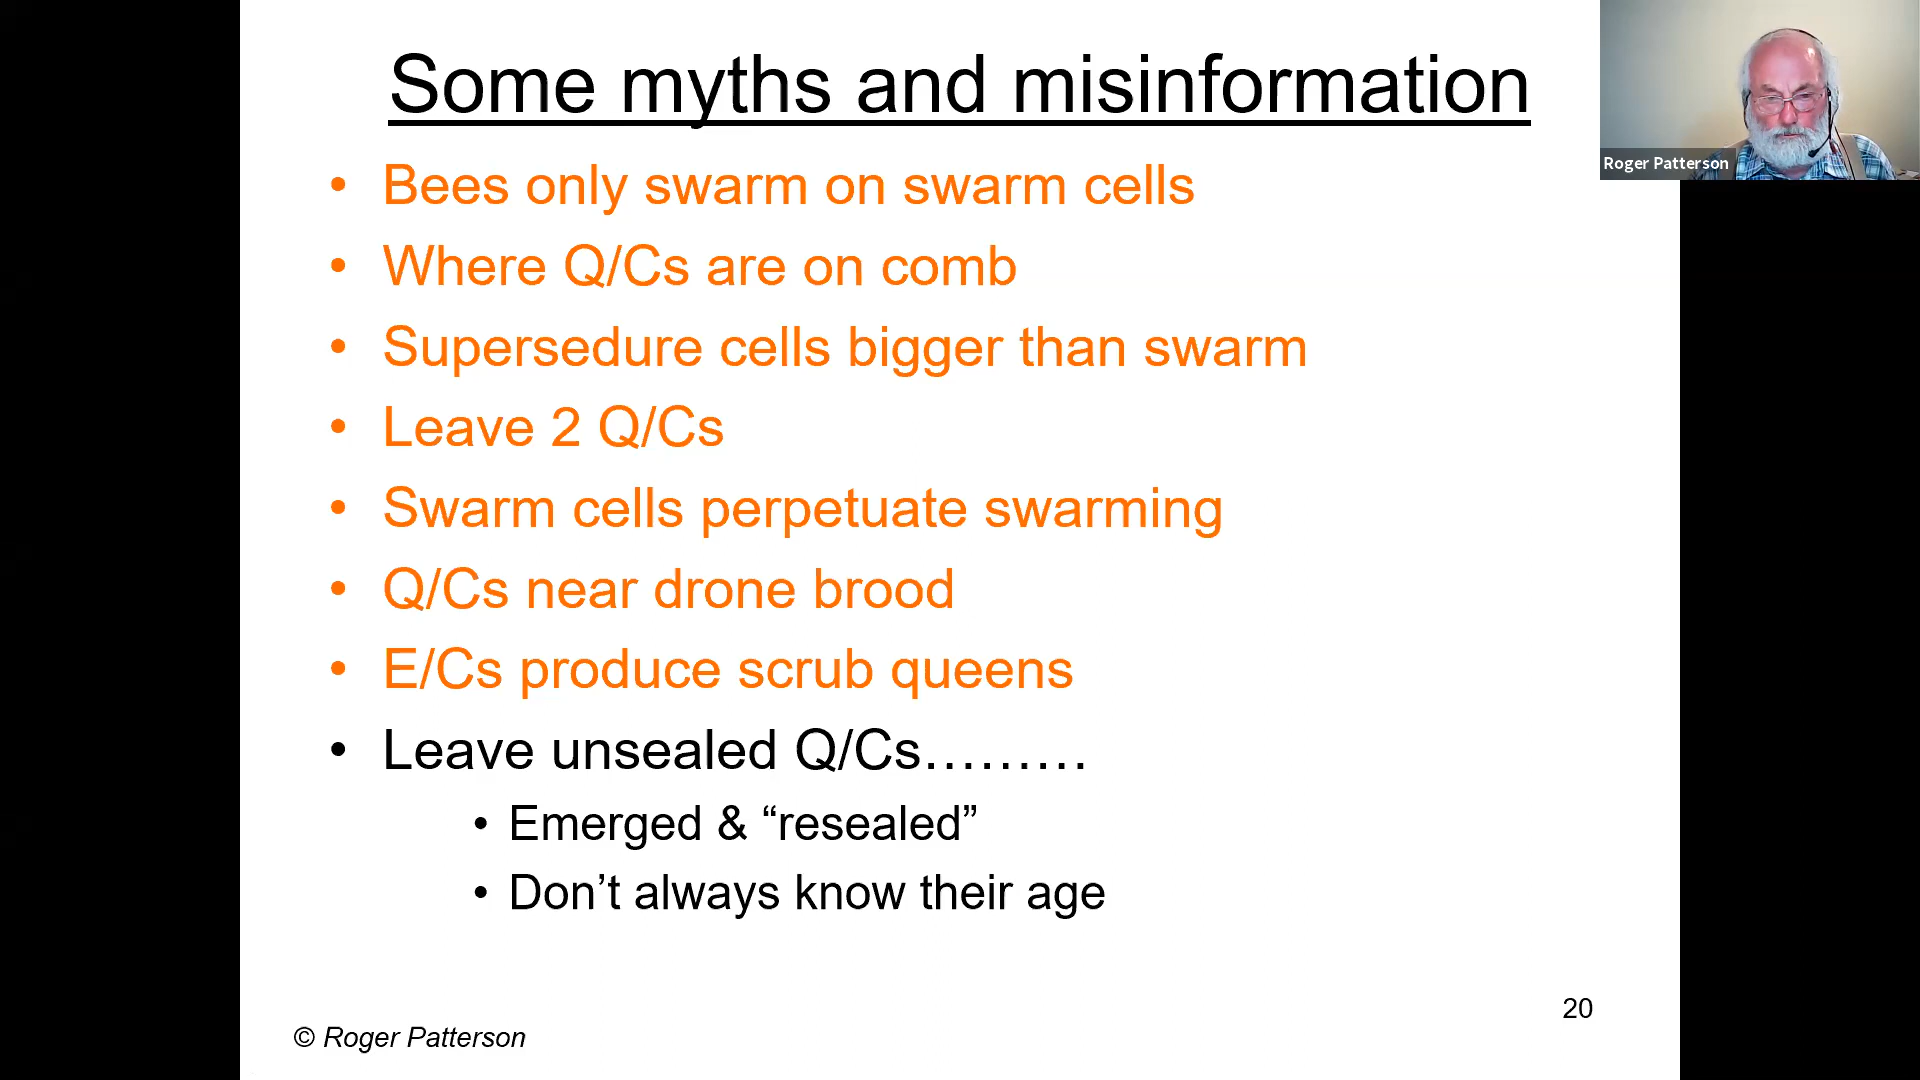 Some myths and misinformation
Roger Patterson
• Bees only swarm on swarm cells
• Where Q/Cs are on comb
• Supersedure cells bigger than swarm
• Leave 2 Q/Cs
• Swarm cells perpetuate swarming
• Q/Cs near drone brood
• E/Cs produce scrub queens
• Leave unsealed Q/Cs………
• Emerged & “resealed”
• Don’t always know their age
20
© Roger Patterson